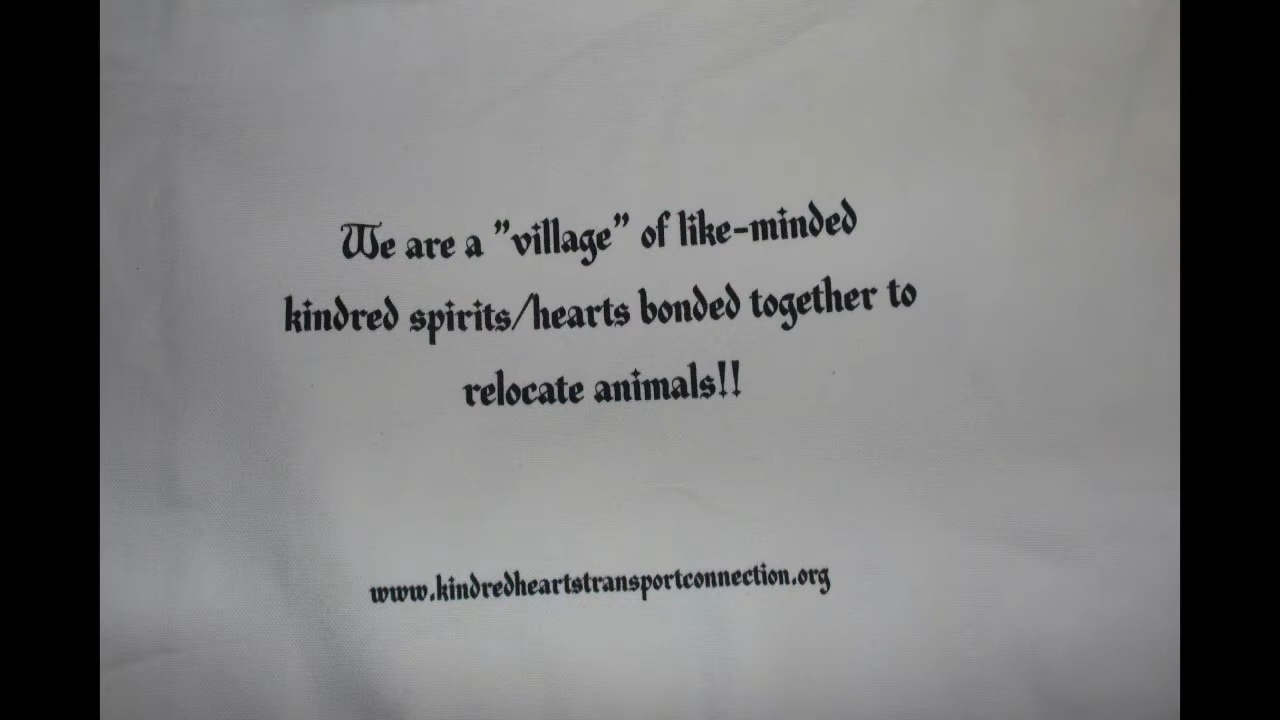 We are a "village" of like-minded
kindred spirits/hearts bonded together to
relocate animals!!
www.kindredheartstransportconnection.org